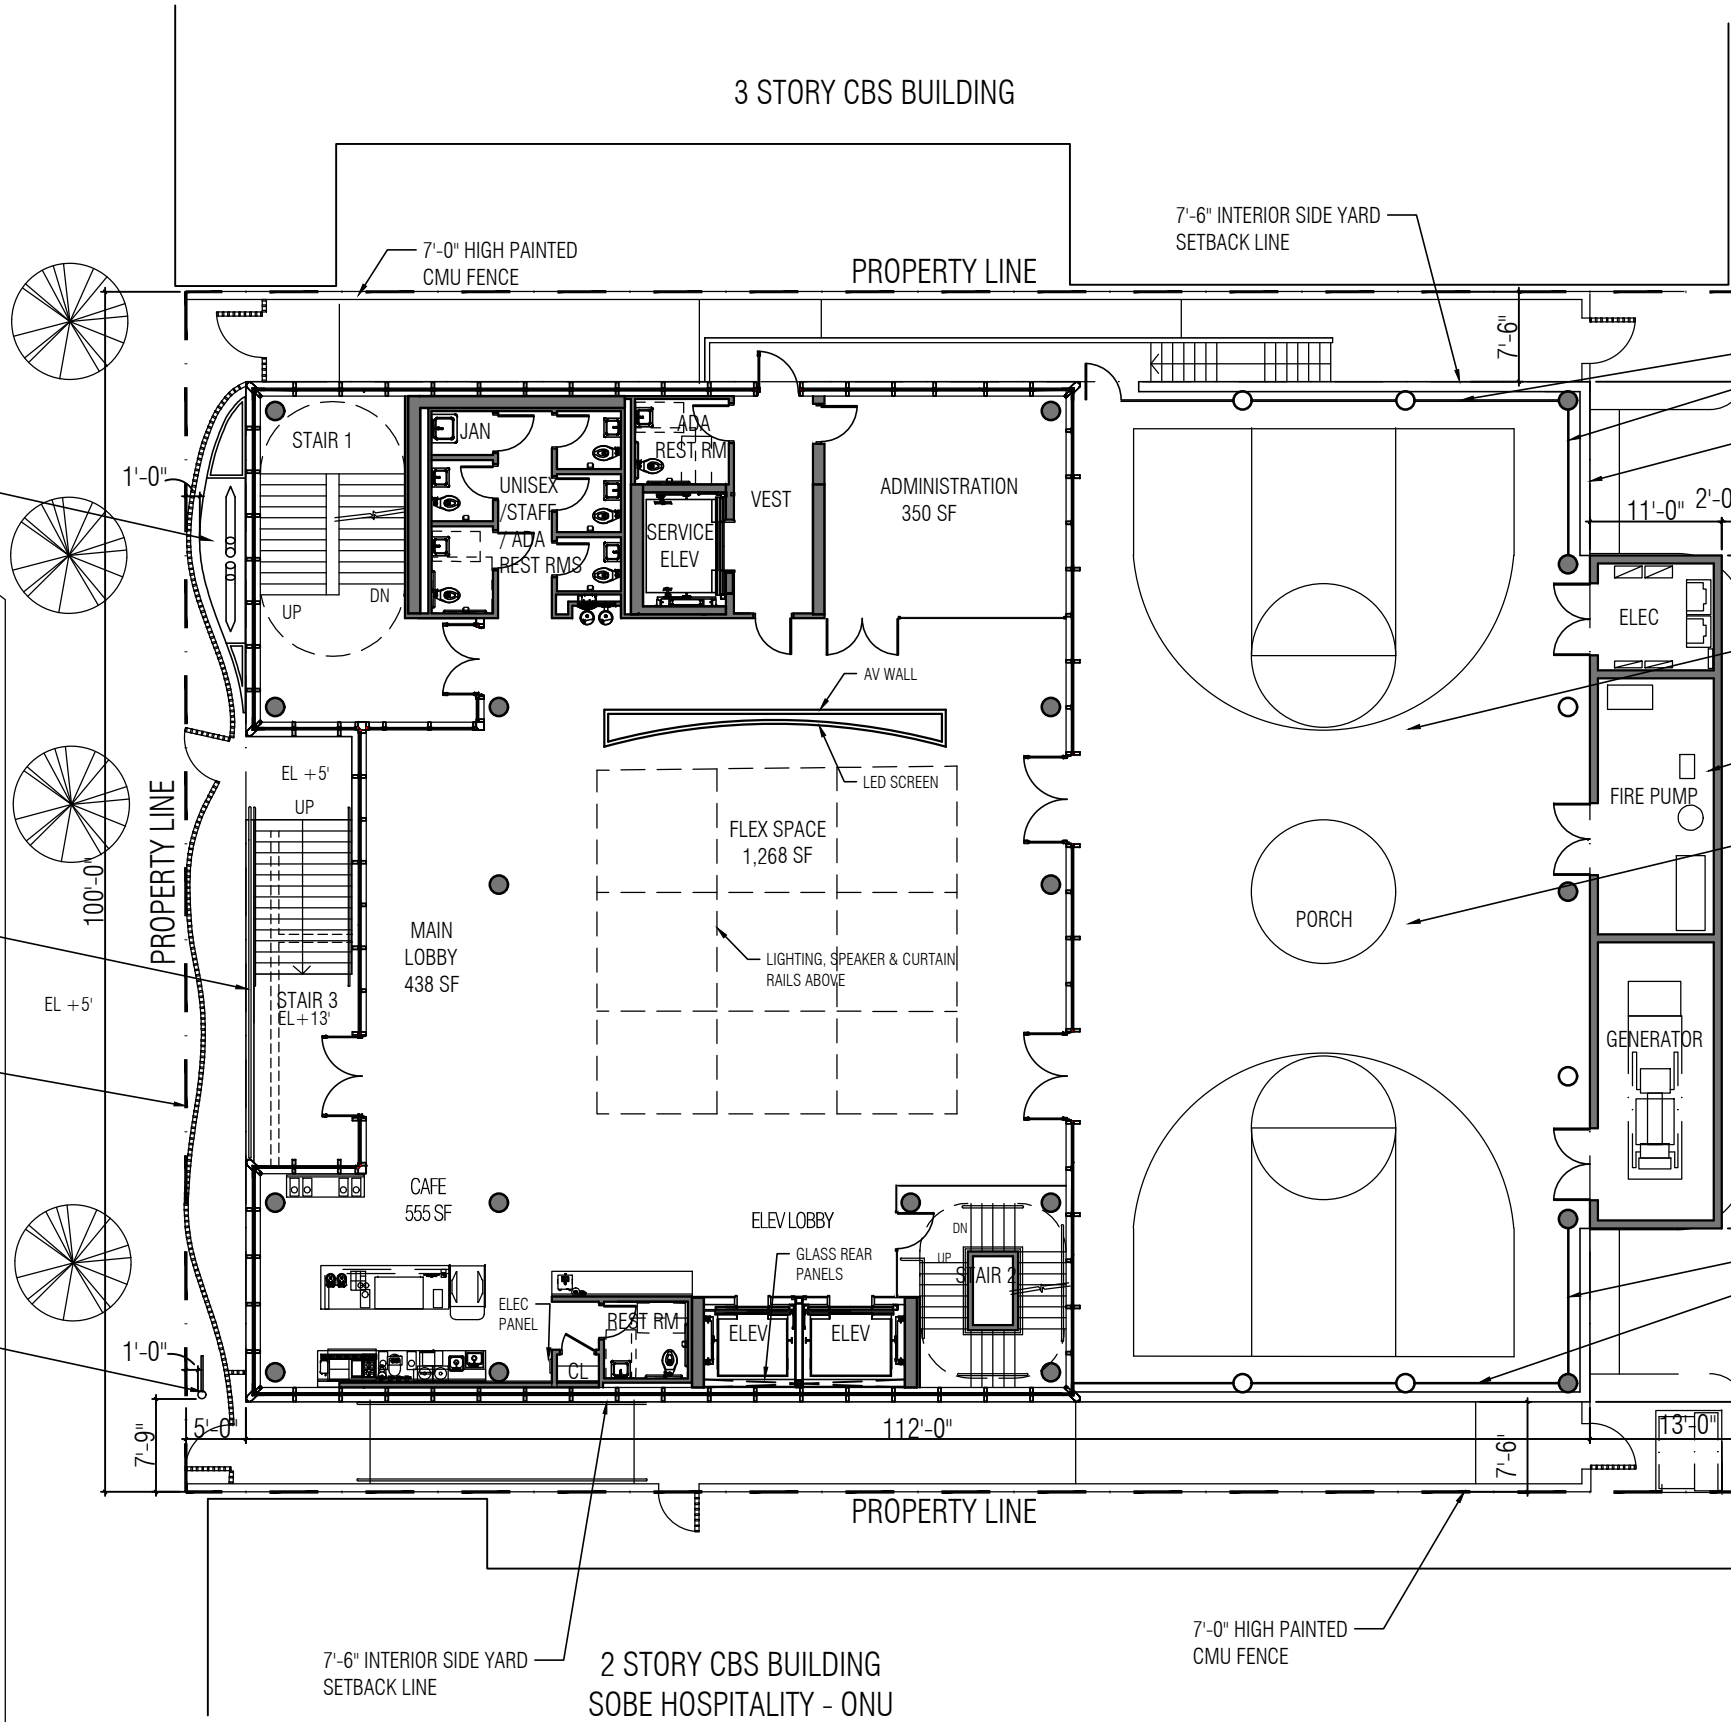 3 STORY CBS BUILDING
7'-6" INTERIOR SIDE YARD
SETBACK LINE
7'-0" HIGH PAINTED
CMU FENCE
PROPERTY LINE
7'-6"
STAIR 1
JAN
ADA
REST RM
1'-0"
UNISEX
/STAFF
/ ADA
REST RMS
VEST
ADMINISTRATION
350 SF
11'-0"
2'-0
SERVICE
ELEV
UP
DN
ELEC
AV WALL
EL +5'
UP
LED SCREEN
PROPERTY LINE
100'-0"
FLEX SPACE
1,268 SF
FIRE PUMP
PORCH
MAIN
LOBBY
438 SF
LIGHTING, SPEAKER & CURTAIN
RAILS ABOVE
EL +5'
STAIR 3
EL+13'
GENERATOR
CAFE
555 SF
ELEV LOBBY
DN
UP
GLASS REAR
PANELS
STAIR 2
ELEC
PANEL
REST RM
ELEV
ELEV
1'-0"
CL
7'-9"
5'-0"
112'-0"
7'-6"
13'-0"
PROPERTY LINE
7'-6" INTERIOR SIDE YARD
SETBACK LINE
2 STORY CBS BUILDING
SOBE HOSPITALITY - ONU
7'-0" HIGH PAINTED
CMU FENCE